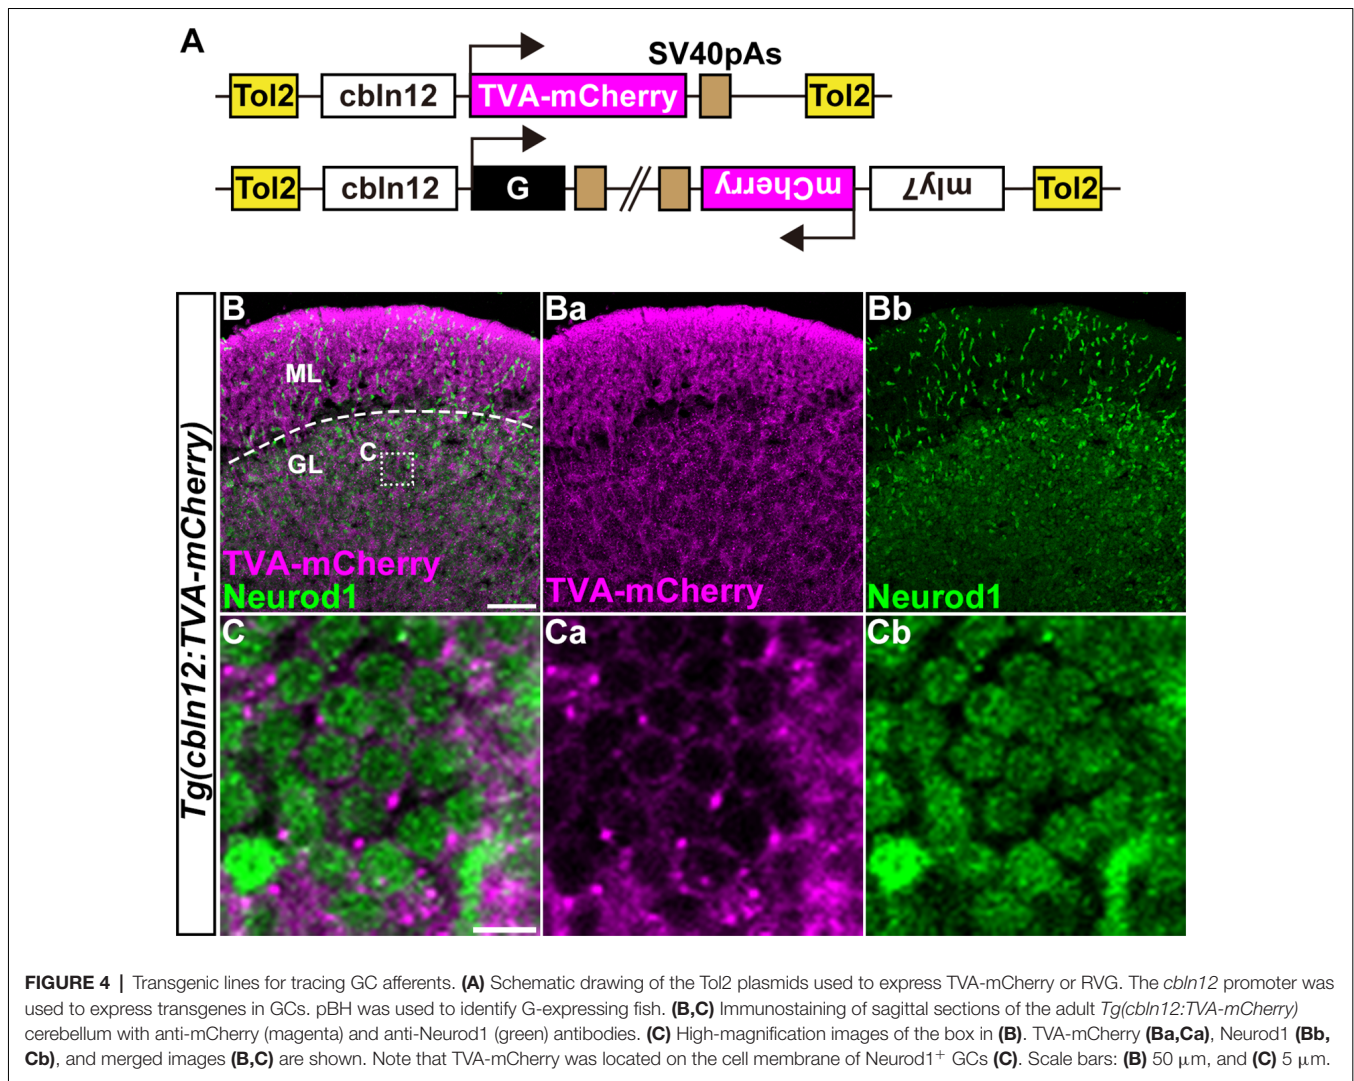 A
SV40pAs
Tol2 cbln12 TVA-mCherry Tol2
Tol2 cbln12 G mCherry mly7 Tol2
Tg(cbln12:TVA-mCherry)
B Ba Bb
ML
GL C
TVA-mCherry
Neurod1 TVA-mCherry Neurod1
C Ca Cb
FIGURE 4 | Transgenic lines for tracing GC afferents. (A) Schematic drawing of the Tol2 plasmids used to express TVA-mCherry or RVG. The cbln12 promoter was
used to express transgenes in GCs. pBH was used to identify G-expressing fish. (B,C) Immunostaining of sagittal sections of the adult Tg(cbln12:TVA-mCherry)
cerebellum with anti-mCherry (magenta) and anti-Neurod1 (green) antibodies. (C) High-magnification images of the box in (B). TVA-mCherry (Ba,Ca), Neurod1 (Bb,
Cb), and merged images (B,C) are shown. Note that TVA-mCherry was located on the cell membrane of Neurod1⁺ GCs (C). Scale bars: (B) 50 μm, and (C) 5 μm.